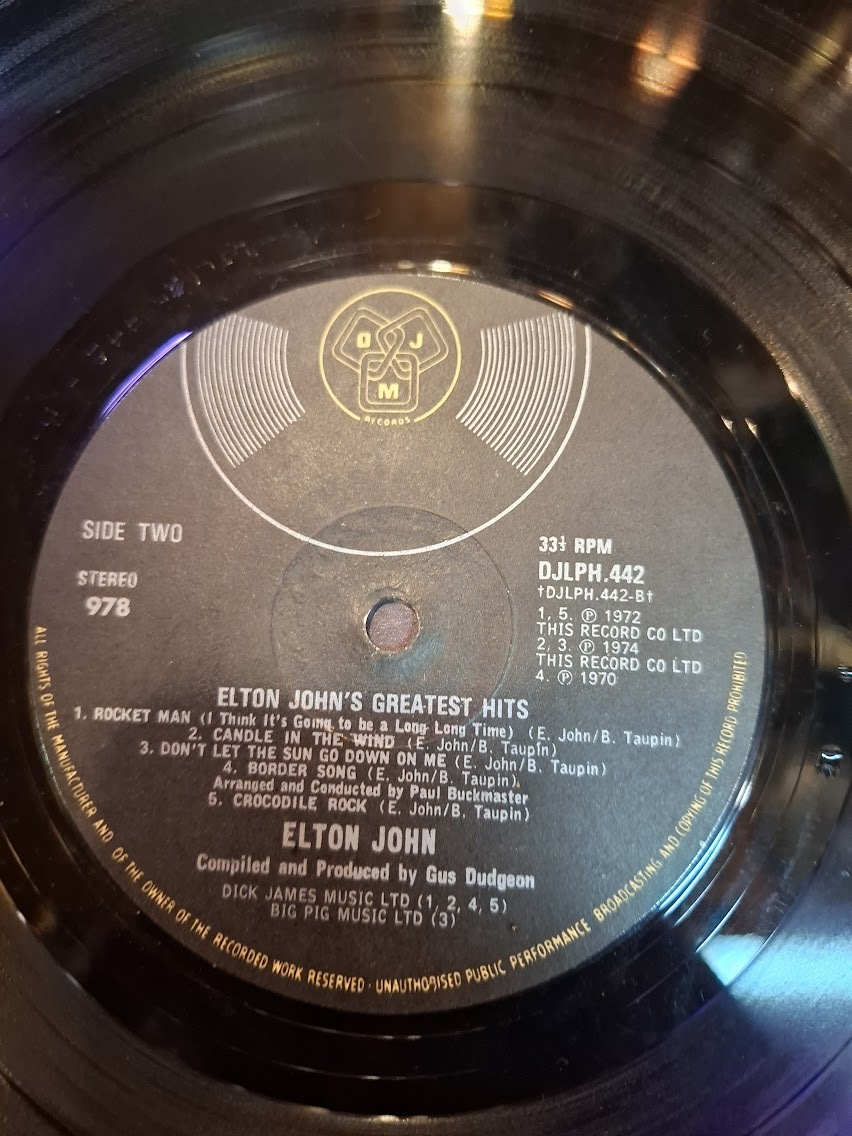 D J
M
RECORDS
SIDE TWO
STEREO
978
33⅓ RPM
DJLPH.442
†DJLPH.442-B†
1, 5. ℗ 1972
THIS RECORD CO LTD
2, 3. ℗ 1974
THIS RECORD CO LTD
4. ℗ 1970
ELTON JOHN'S GREATEST HITS
1. ROCKET MAN (I Think It's Going to be a Long Long Time) (E. John/B. Taupin)
2. CANDLE IN THE WIND (E. John/B. Taupin)
3. DON'T LET THE SUN GO DOWN ON ME (E. John/B. Taupin)
4. BORDER SONG (E. John/B. Taupin)
Arranged and Conducted by Paul Buckmaster
5. CROCODILE ROCK (E. John/B. Taupin)
ELTON JOHN
Compiled and Produced by Gus Dudgeon
DICK JAMES MUSIC LTD (1, 2, 4, 5)
BIG PIG MUSIC LTD (3)
ALL RIGHTS OF THE MANUFACTURER AND OF THE OWNER OF THE RECORDED WORK RESERVED · UNAUTHORISED PUBLIC PERFORMANCE BROADCASTING AND COPYING OF THIS RECORD PROHIBITED